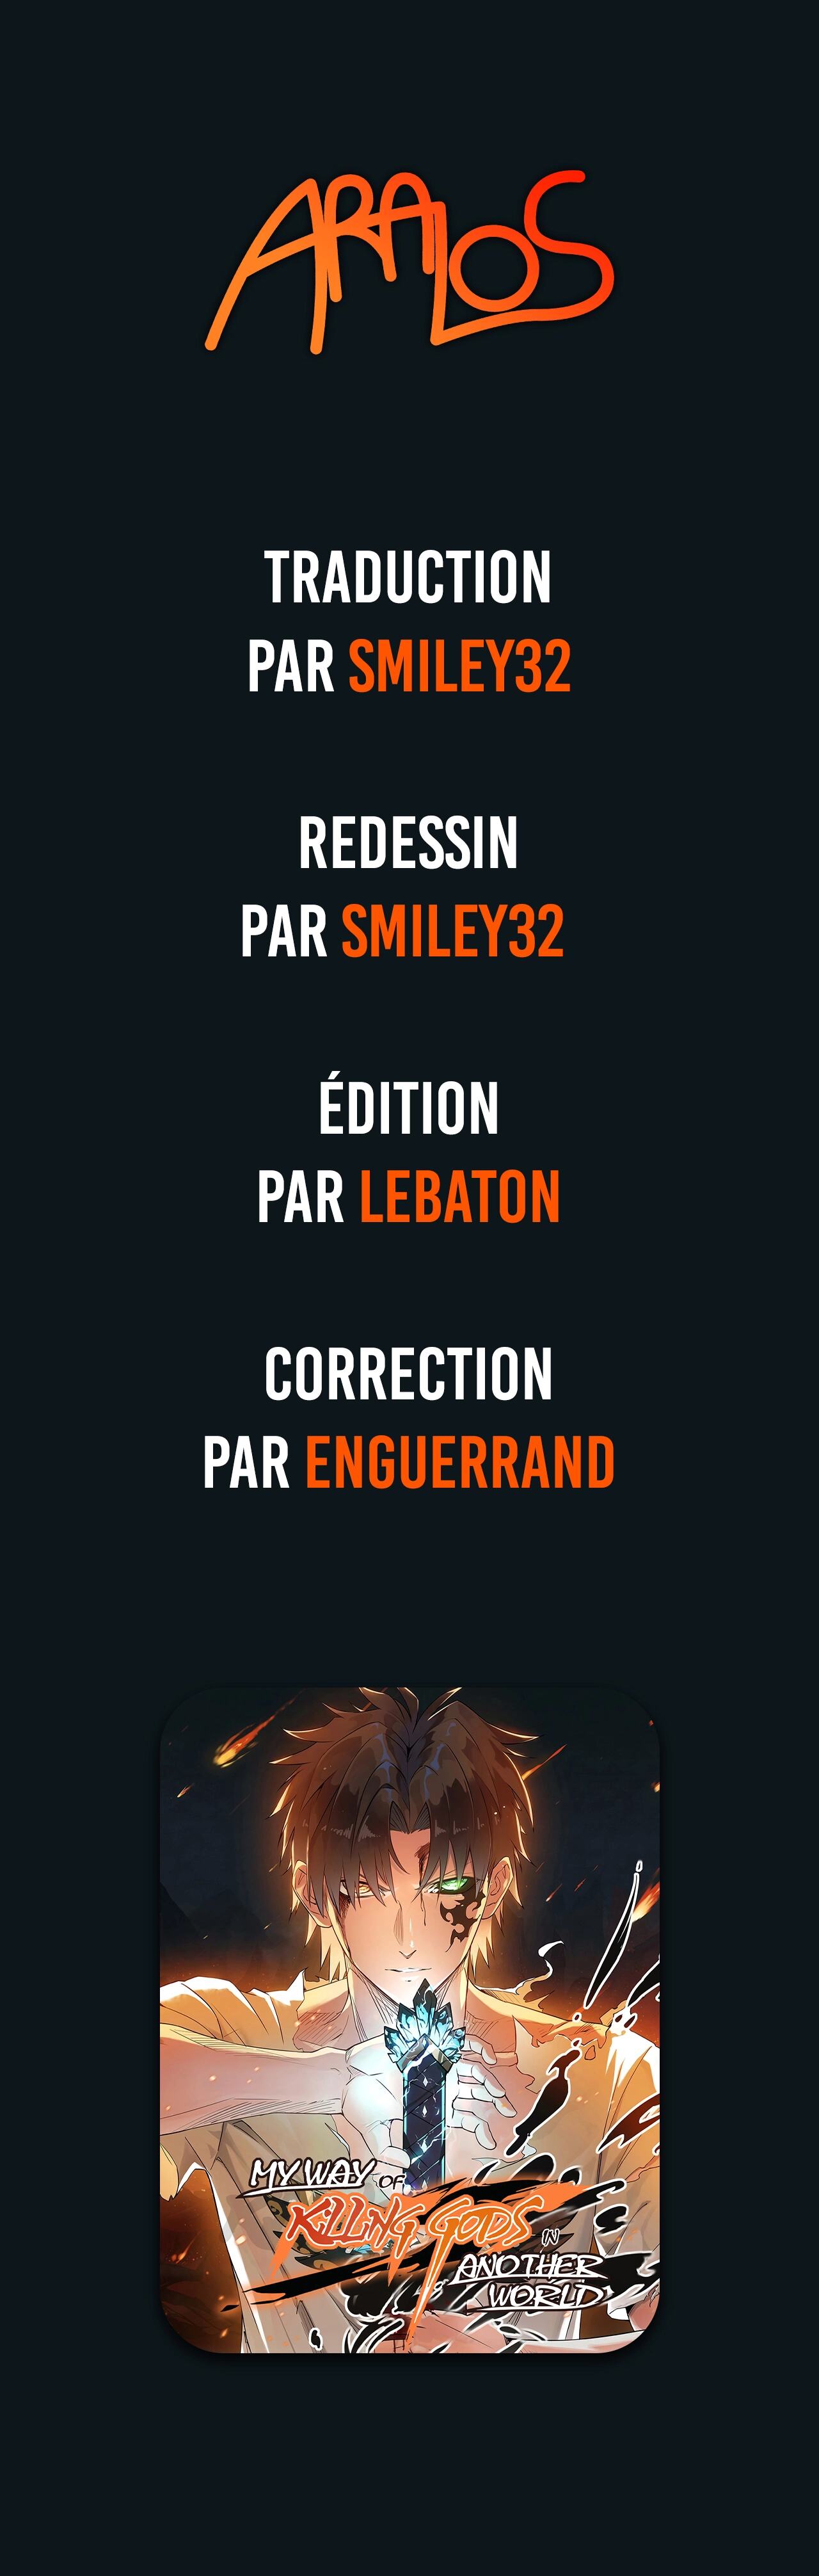 ARALOS
TRADUCTION
PAR SMILEY32
REDESSIN
PAR SMILEY32
ÉDITION
PAR LEBATON
CORRECTION
PAR ENGUERRAND
MY WAY OF
KILLING GODS IN
ANOTHER
WORLD